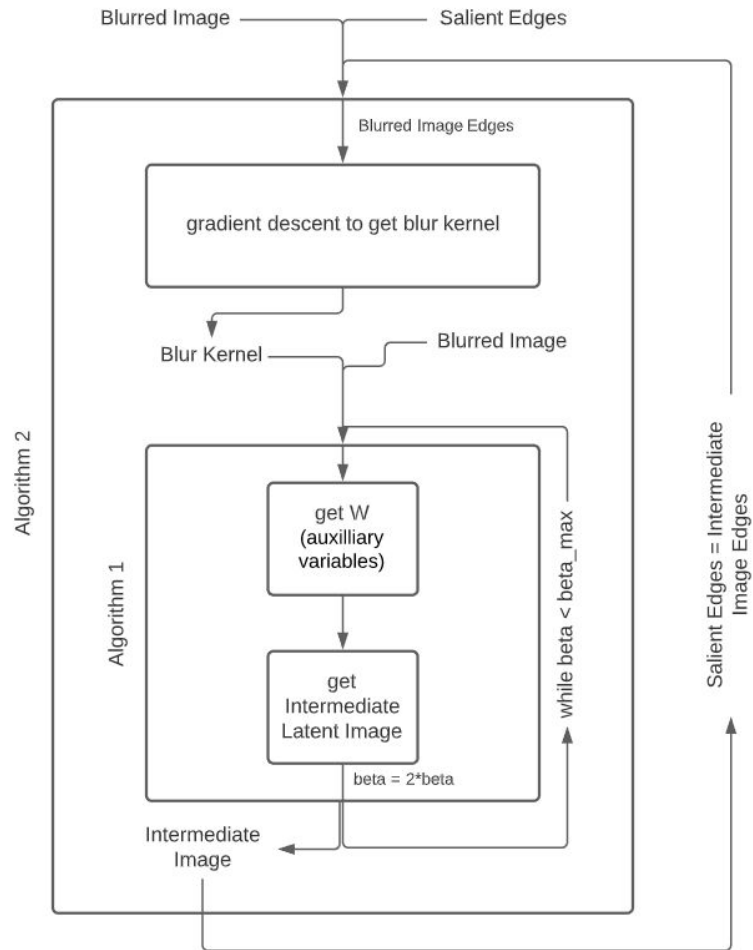 Blurred Image
Salient Edges
Blurred Image Edges
gradient descent to get blur kernel
Blur Kernel
Blurred Image
Algorithm 2
Algorithm 1
get W
(auxilliary
variables)
get
Intermediate
Latent Image
beta = 2*beta
while beta < beta_max
Intermediate
Image
Salient Edges = Intermediate
Image Edges